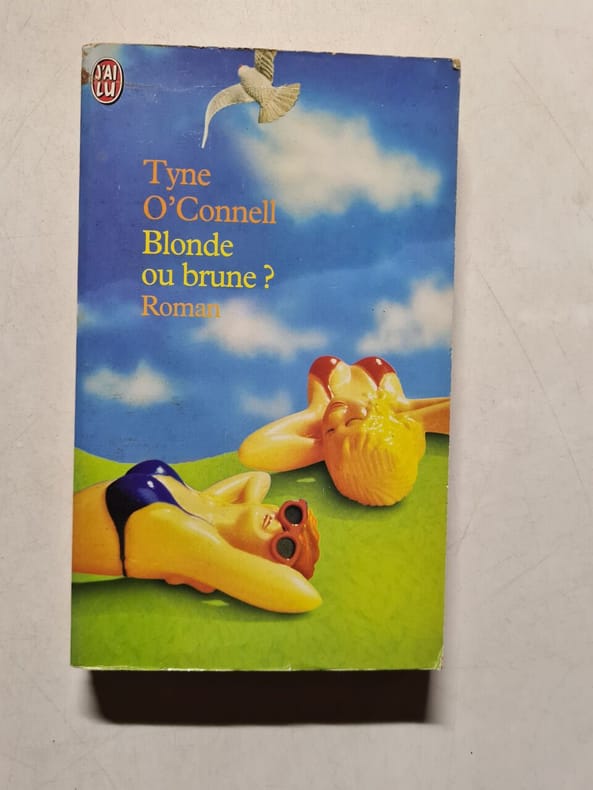 J'AI
LU
Tyne
O'Connell
Blonde
ou brune ?
Roman